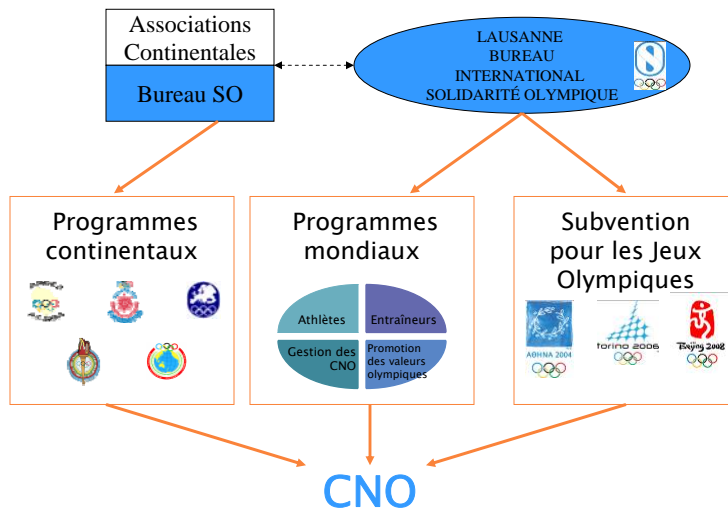 Associations
Continentales
Bureau SO
LAUSANNE
BUREAU
INTERNATIONAL
SOLIDARITÉ OLYMPIQUE
Programmes
continentaux
Programmes
mondiaux
Athlètes
Entraîneurs
Gestion des
CNO
Promotion
des valeurs
olympiques
Subvention
pour les Jeux
Olympiques
AΘHNA 2004
torino 2006
Beijing 2008
CNO